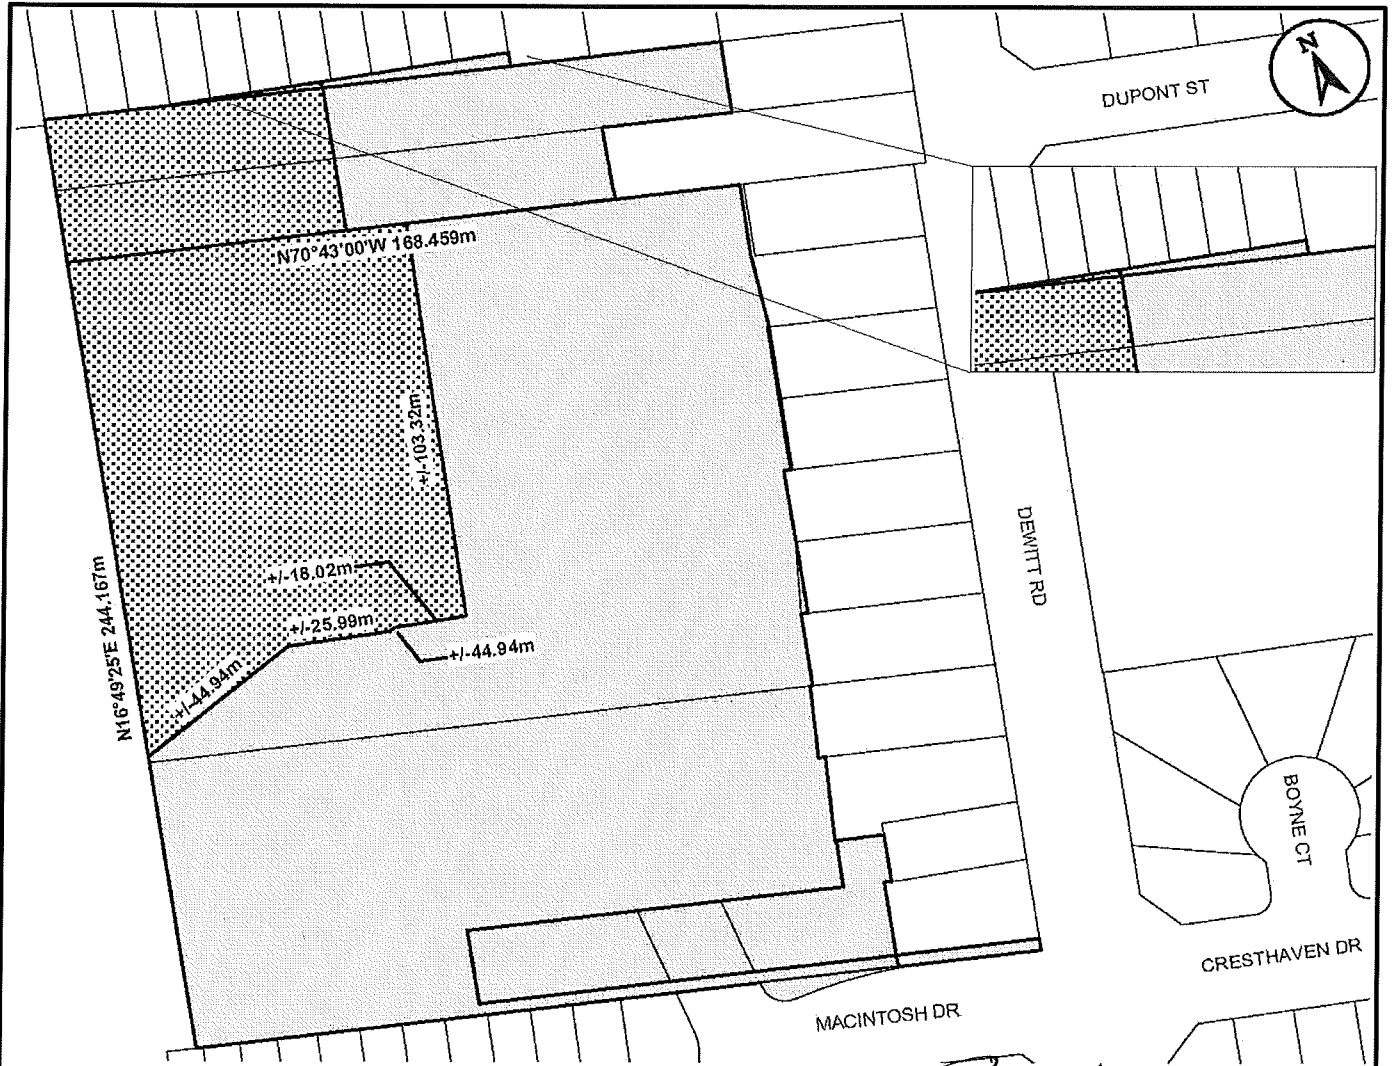 N
DUPONT ST
N70°43'00"W 168.459m
+/-103.32m
DEWITT RD
+/-18.02m
+/-25.99m
+/-44.94m
+/-44.94m
N16°49'25"E 244.167m
BOYNE CT
CRESTHAVEN DR
MACINTOSH DR